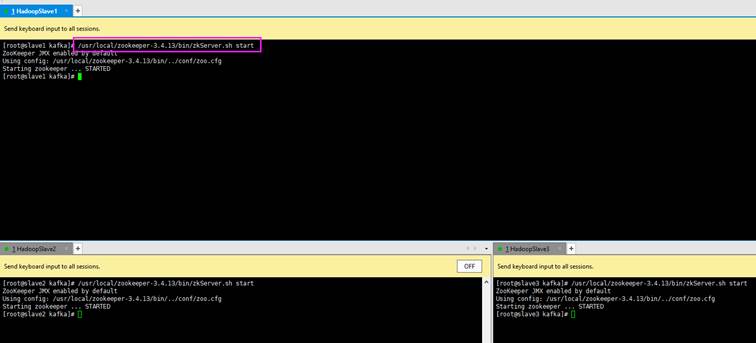 1 HadoopSlave1 × +
Send keyboard input to all sessions.
[root@slave1 kafka]# /usr/local/zookeeper-3.4.13/bin/zkServer.sh start
ZooKeeper JMX enabled by default
Using config: /usr/local/zookeeper-3.4.13/bin/../conf/zoo.cfg
Starting zookeeper ... STARTED
[root@slave1 kafka]#
1 HadoopSlave2 × +
Send keyboard input to all sessions. OFF
[root@slave2 kafka]# /usr/local/zookeeper-3.4.13/bin/zkServer.sh start
ZooKeeper JMX enabled by default
Using config: /usr/local/zookeeper-3.4.13/bin/../conf/zoo.cfg
Starting zookeeper ... STARTED
[root@slave2 kafka]#
1 HadoopSlave3 × +
Send keyboard input to all sessions.
[root@slave3 kafka]# /usr/local/zookeeper-3.4.13/bin/zkServer.sh start
ZooKeeper JMX enabled by default
Using config: /usr/local/zookeeper-3.4.13/bin/../conf/zoo.cfg
Starting zookeeper ... STARTED
[root@slave3 kafka]#